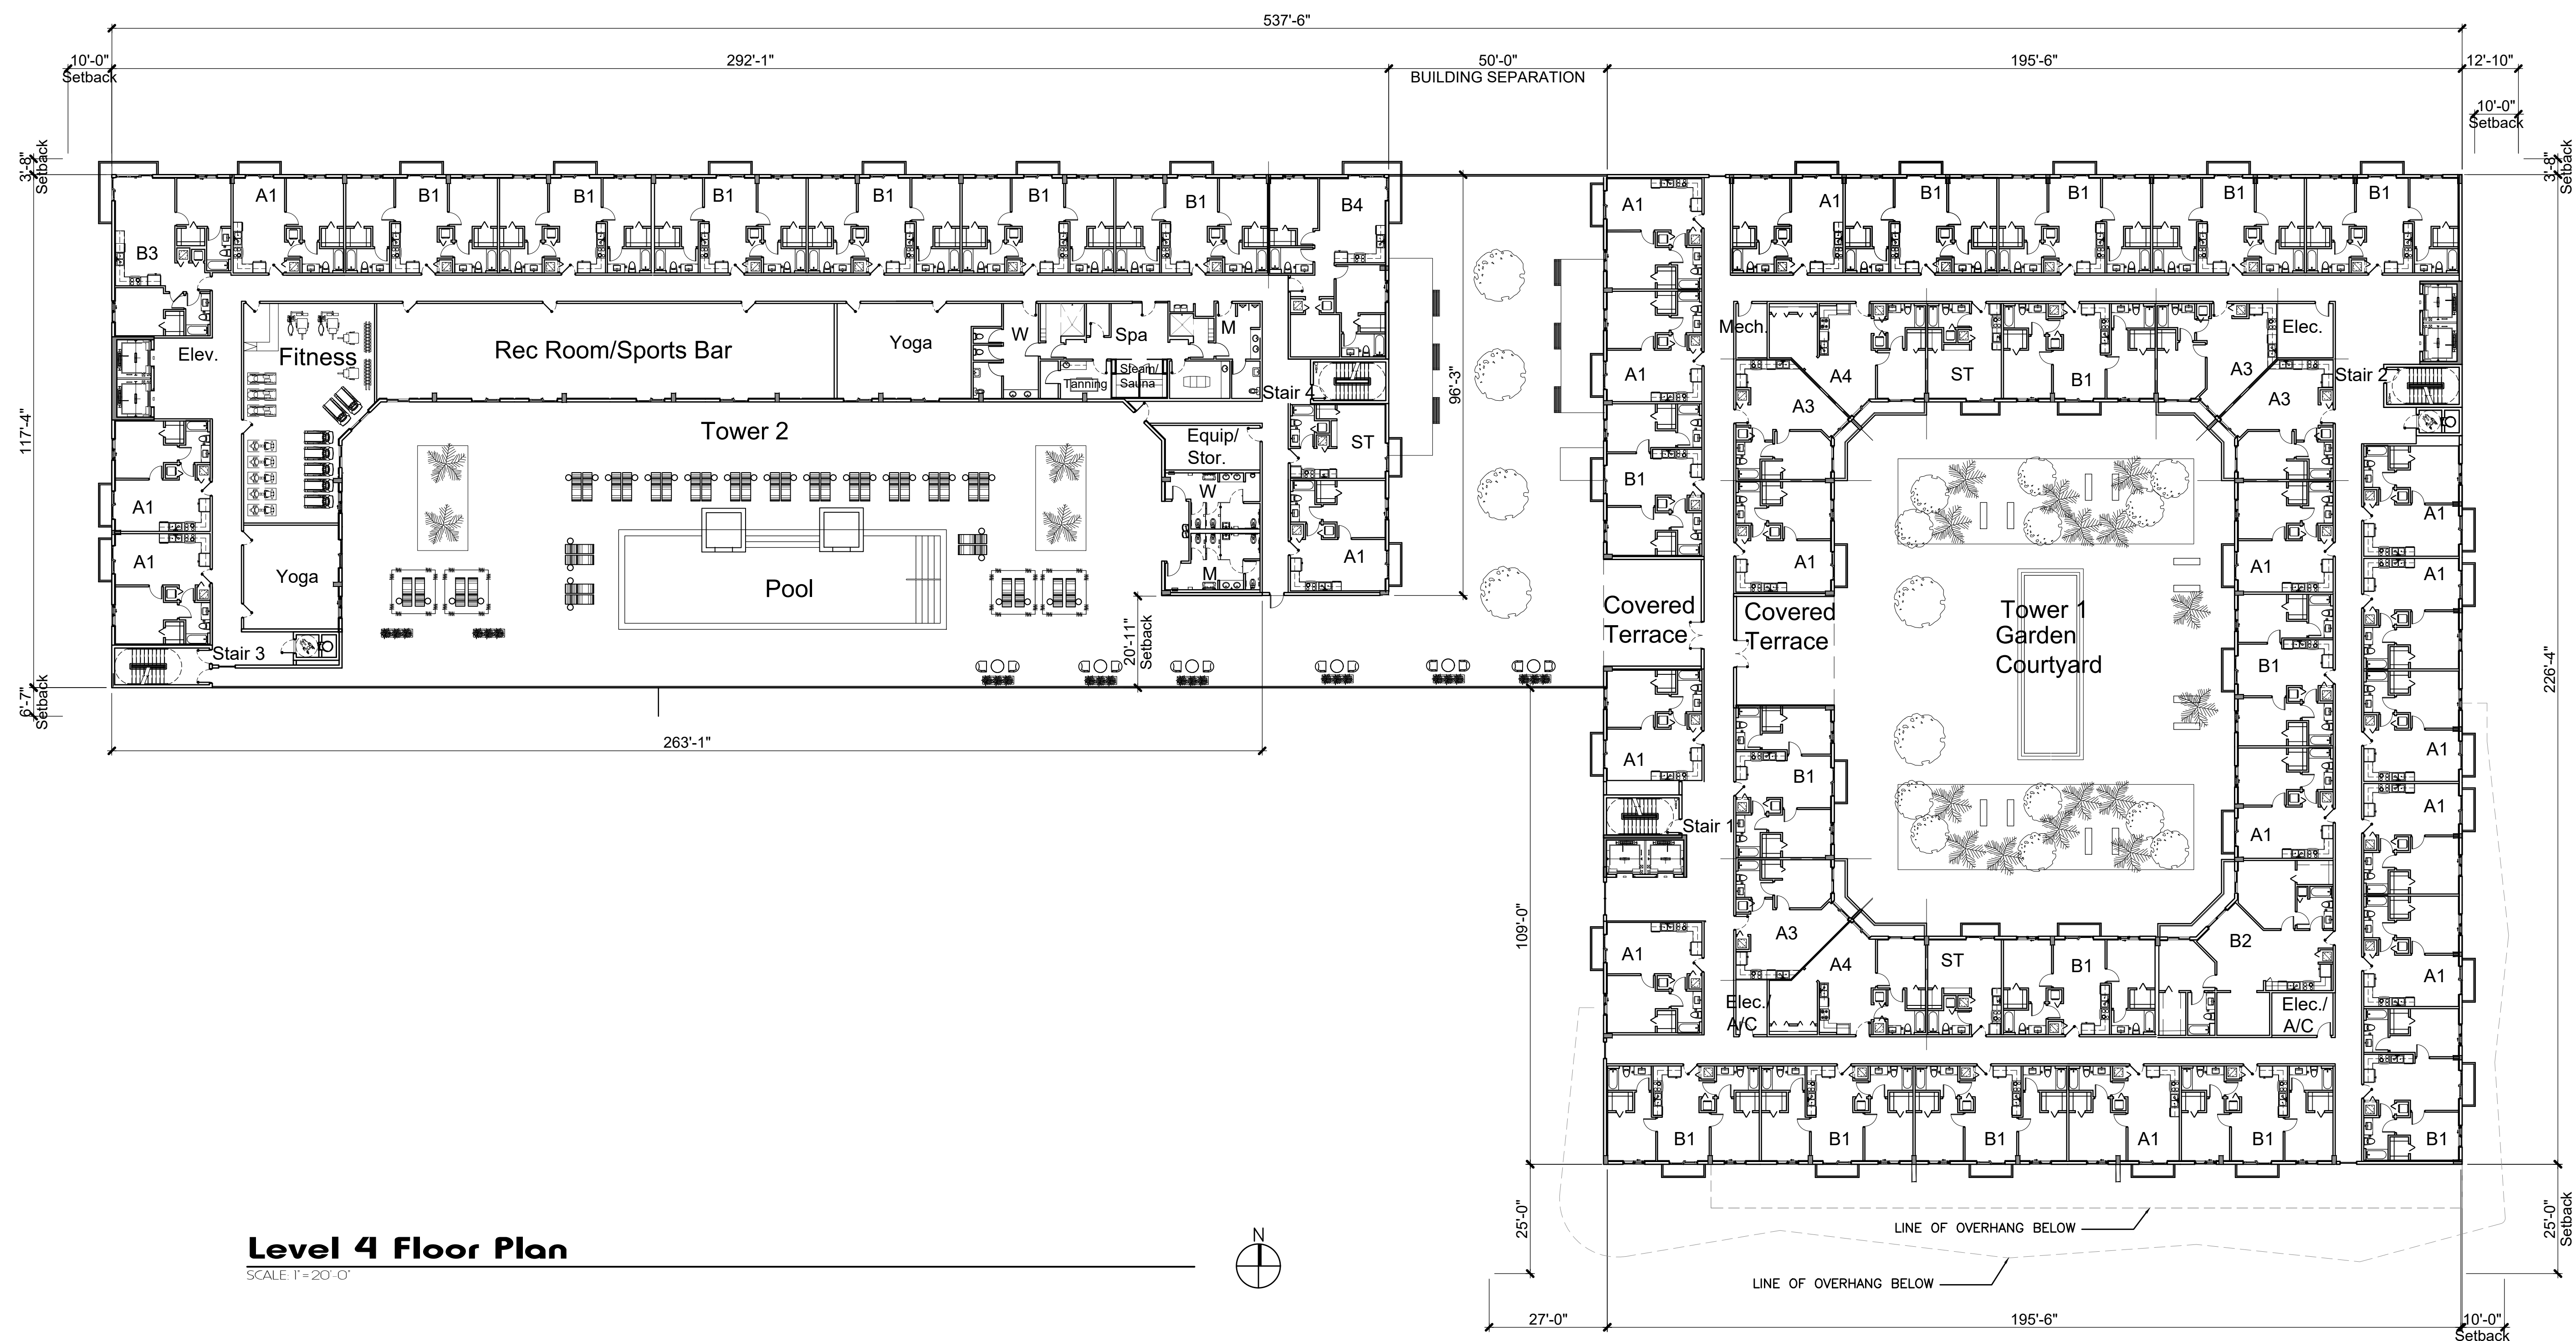 537'-6"
10'-0"
Setback
292'-1"
50'-0"
BUILDING SEPARATION
195'-6"
12'-10"
10'-0"
Setback
3'-8"
Setback
3'-8"
Setback
A1
B1
B1
B1
B1
B1
B1
B4
B3
A1
A1
B1
B1
B1
B1
Elev.
Fitness
Rec Room/Sports Bar
Yoga
W
Spa
M
Tanning
Steam/
Sauna
Stair 4
96'-3"
A1
Mech.
A4
ST
B1
A3
Elec.
A3
A3
Stair 2
117'-4"
Tower 2
Equip/
Stor.
ST
B1
W
M
A1
A1
A1
Yoga
Pool
A1
A1
A1
A1
A1
Covered
Terrace
Covered
Terrace
Tower 1
Garden
Courtyard
B1
Stair 3
20'-11"
Setback
6'-7"
Setback
226'-4"
263'-1"
A1
B1
A1
Stair 1
A1
A1
109'-0"
A1
A3
A4
ST
B1
B2
A1
Elec./
A/C
Elec./
A/C
B1
B1
B1
A1
B1
B1
25'-0"
25'-0"
Setback
LINE OF OVERHANG BELOW
LINE OF OVERHANG BELOW
N
Level 4 Floor Plan
SCALE: 1"=20'-0"
27'-0"
195'-6"
10'-0"
Setback